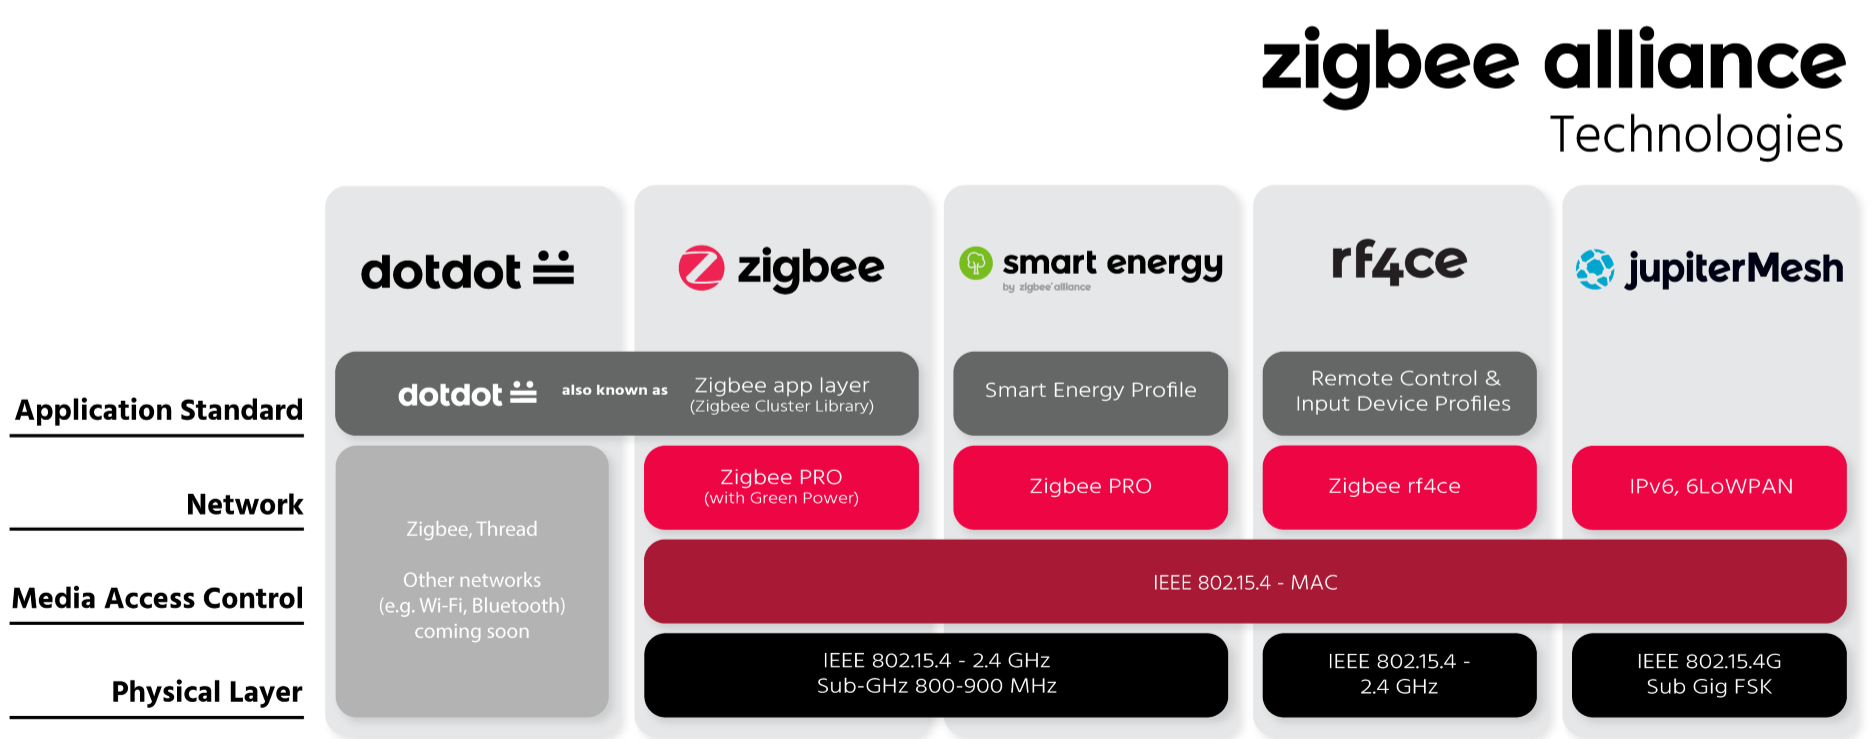 zigbee alliance
Technologies
dotdot
zigbee
smart energy
by zigbee alliance
rf4ce
jupiterMesh
Application Standard
dotdot also known as Zigbee app layer
(Zigbee Cluster Library)
Smart Energy Profile
Remote Control &
Input Device Profiles
Network
Zigbee PRO
(with Green Power)
Zigbee PRO
Zigbee rf4ce
IPv6, 6LoWPAN
Zigbee, Thread
Other networks
(e.g. Wi-Fi, Bluetooth)
coming soon
Media Access Control
IEEE 802.15.4 - MAC
Physical Layer
IEEE 802.15.4 - 2.4 GHz
Sub-GHz 800-900 MHz
IEEE 802.15.4 -
2.4 GHz
IEEE 802.15.4G
Sub Gig FSK